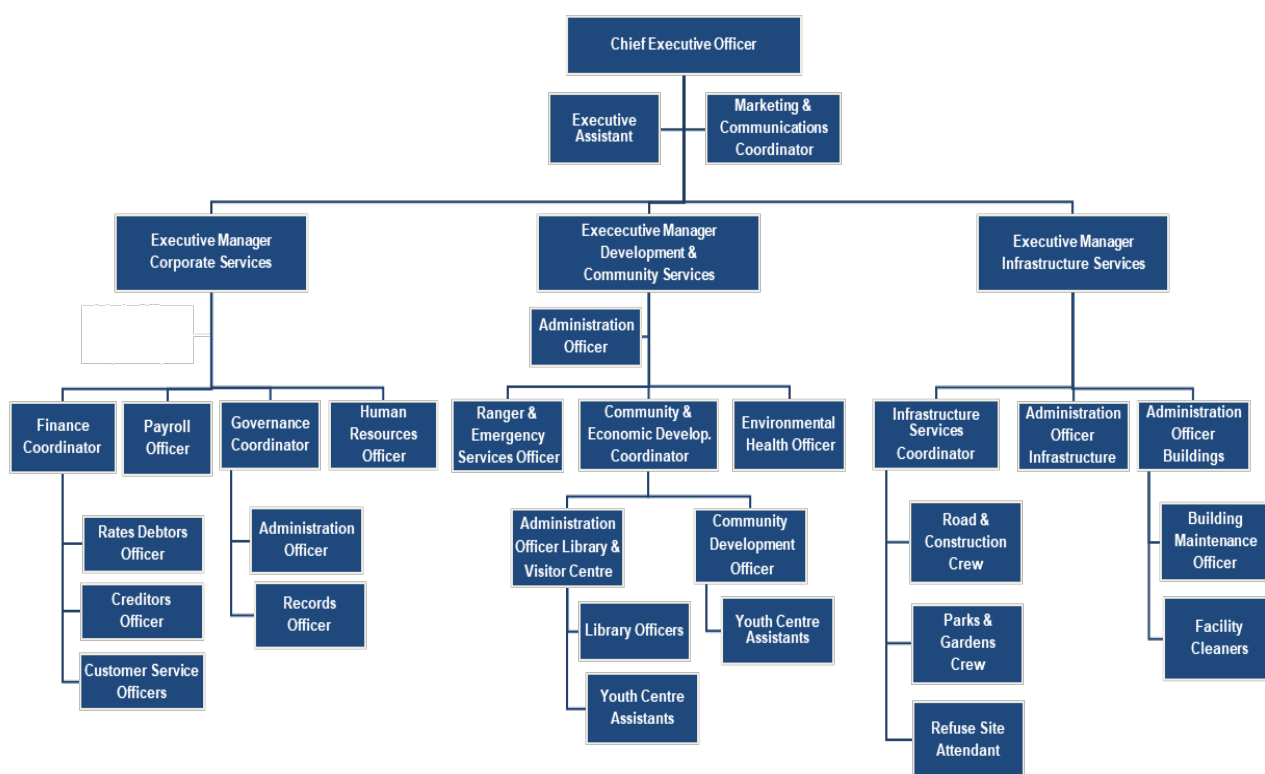 Chief Executive Officer
Executive
Assistant
Marketing &
Communications
Coordinator
Executive Manager
Corporate Services
Excecutive Manager
Development &
Community Services
Executive Manager
Infrastructure Services
Administration
Officer
Finance
Coordinator
Payroll
Officer
Governance
Coordinator
Human
Resources
Officer
Ranger &
Emergency
Services Officer
Community &
Economic Develop.
Coordinator
Environmental
Health Officer
Infrastructure
Services
Coordinator
Administration
Officer
Infrastructure
Administration
Officer
Buildings
Rates Debtors
Officer
Creditors
Officer
Customer Service
Officers
Administration
Officer
Records
Officer
Administration
Officer Library &
Visitor Centre
Library Officers
Youth Centre
Assistants
Community
Development
Officer
Youth Centre
Assistants
Road &
Construction
Crew
Parks &
Gardens
Crew
Refuse Site
Attendant
Building
Maintenance
Officer
Facility
Cleaners